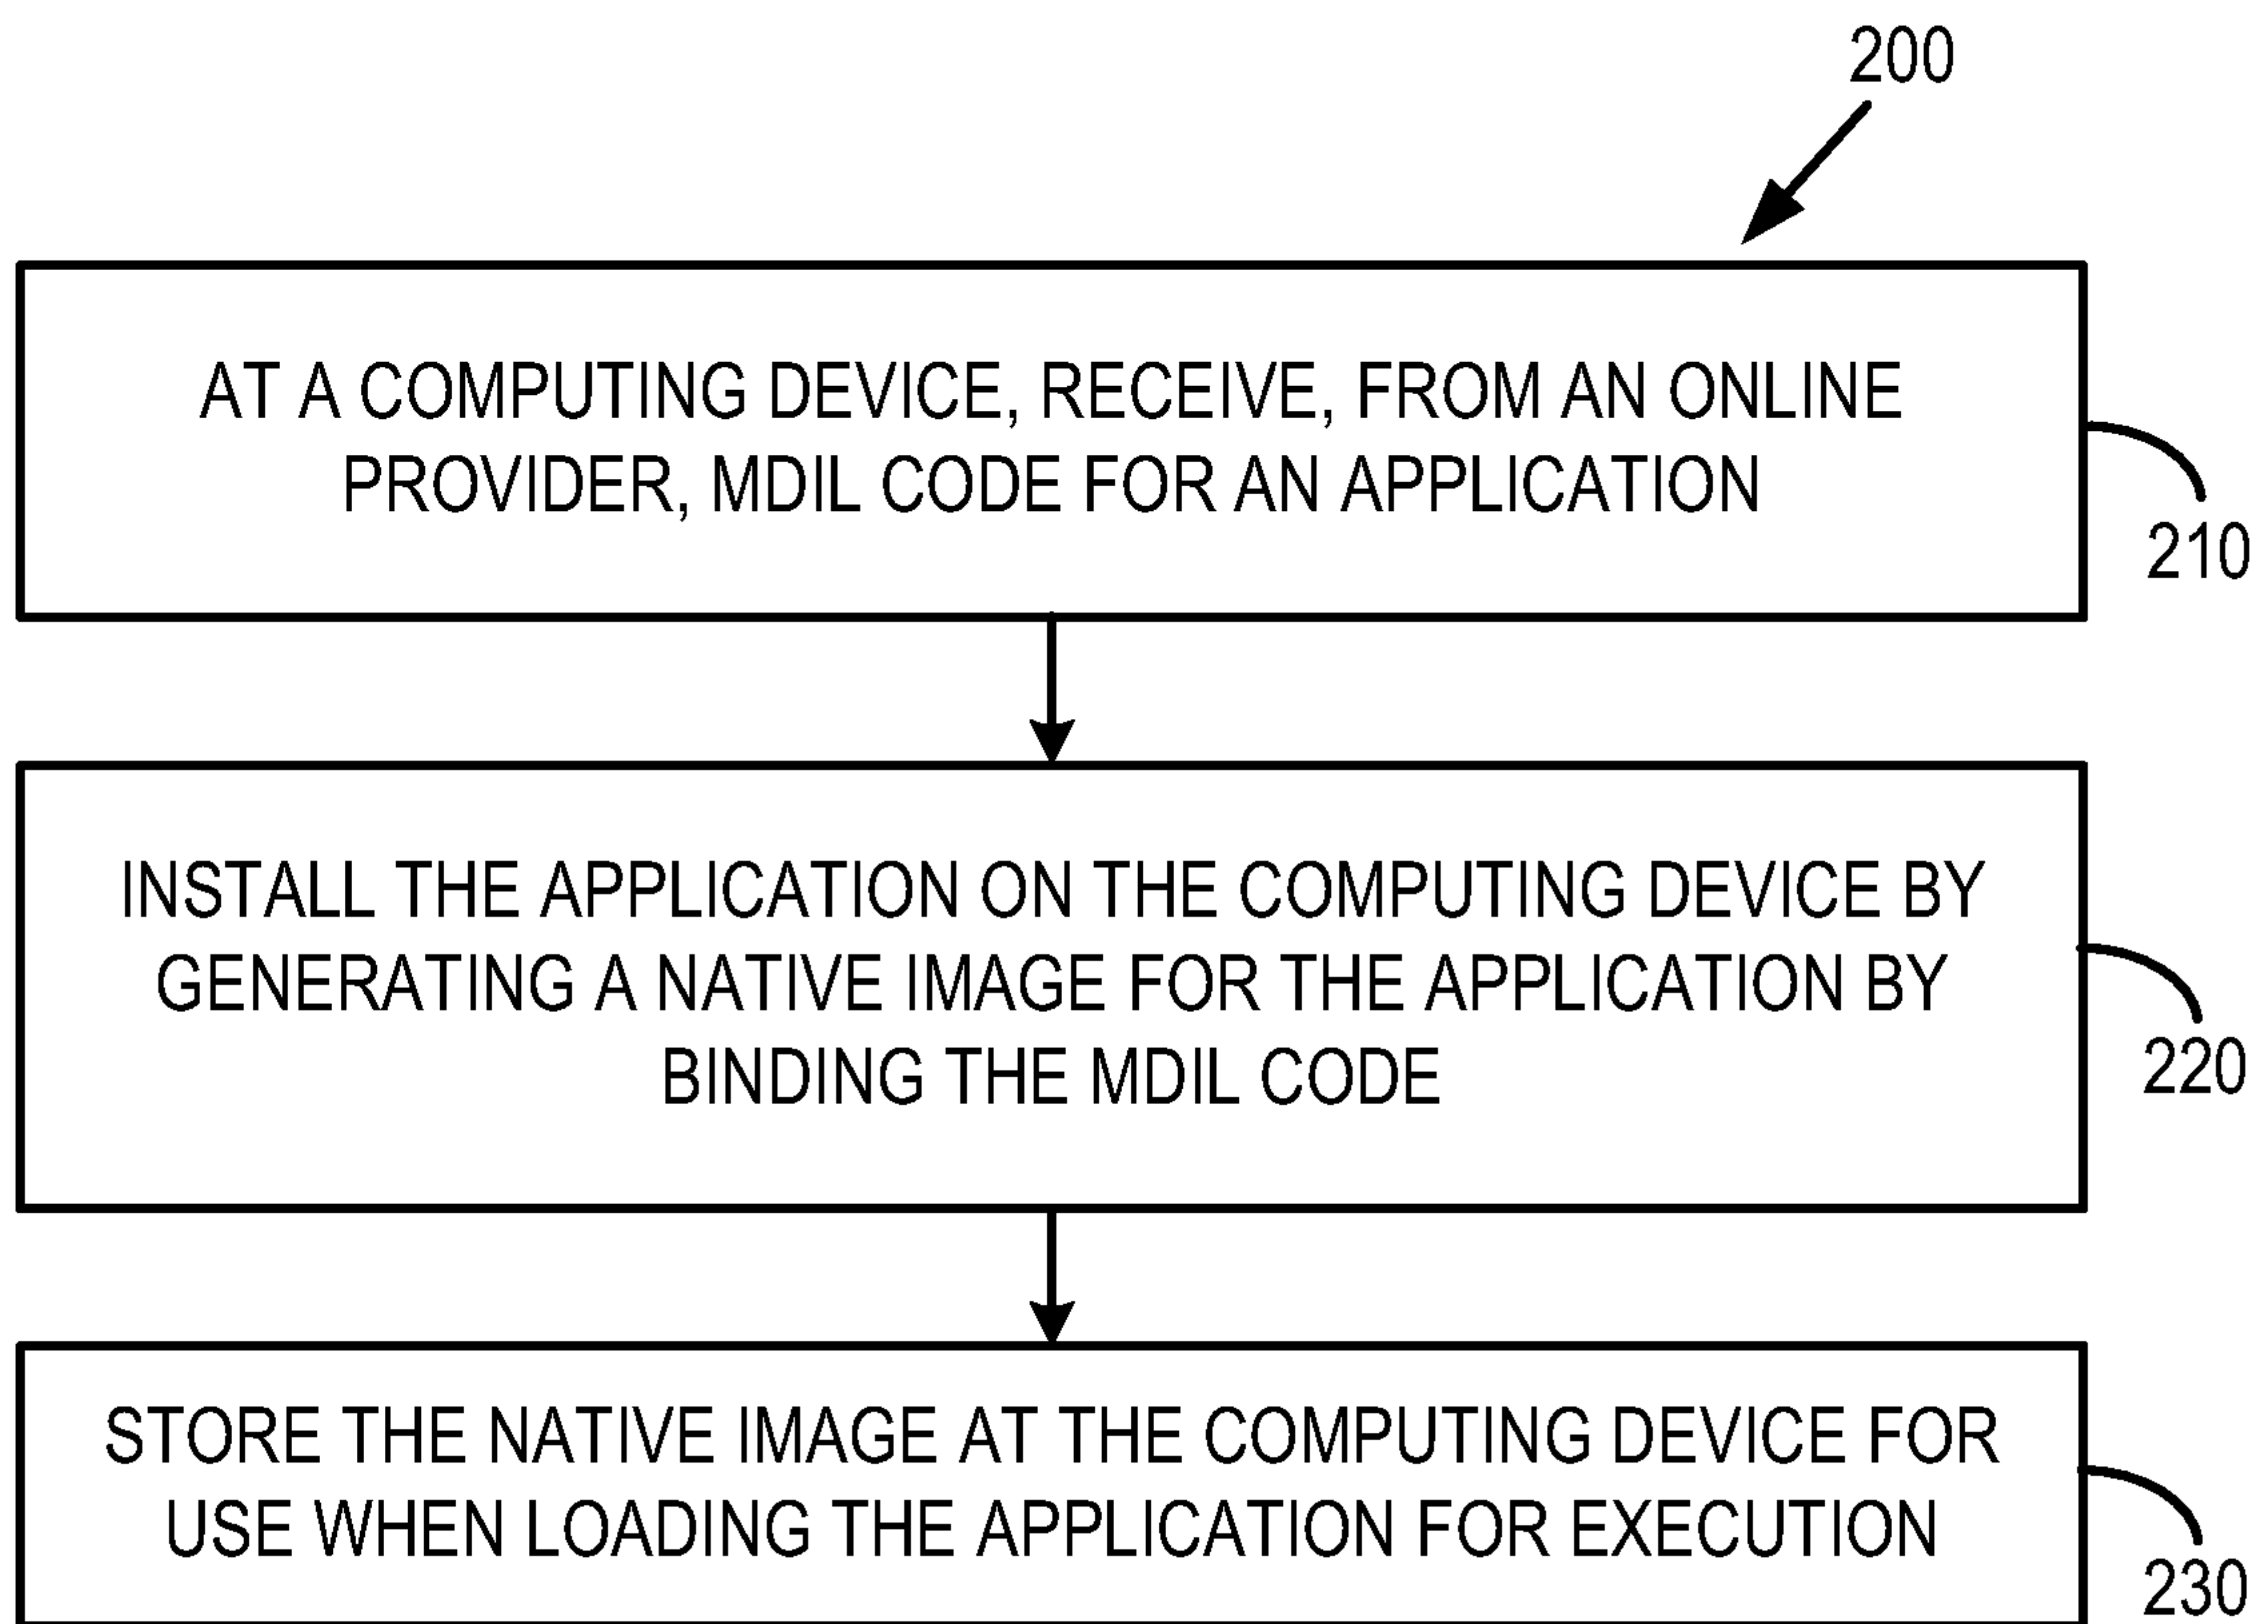 200
AT A COMPUTING DEVICE, RECEIVE, FROM AN ONLINE
PROVIDER, MDIL CODE FOR AN APPLICATION
210
INSTALL THE APPLICATION ON THE COMPUTING DEVICE BY
GENERATING A NATIVE IMAGE FOR THE APPLICATION BY
BINDING THE MDIL CODE
220
STORE THE NATIVE IMAGE AT THE COMPUTING DEVICE FOR
USE WHEN LOADING THE APPLICATION FOR EXECUTION
230